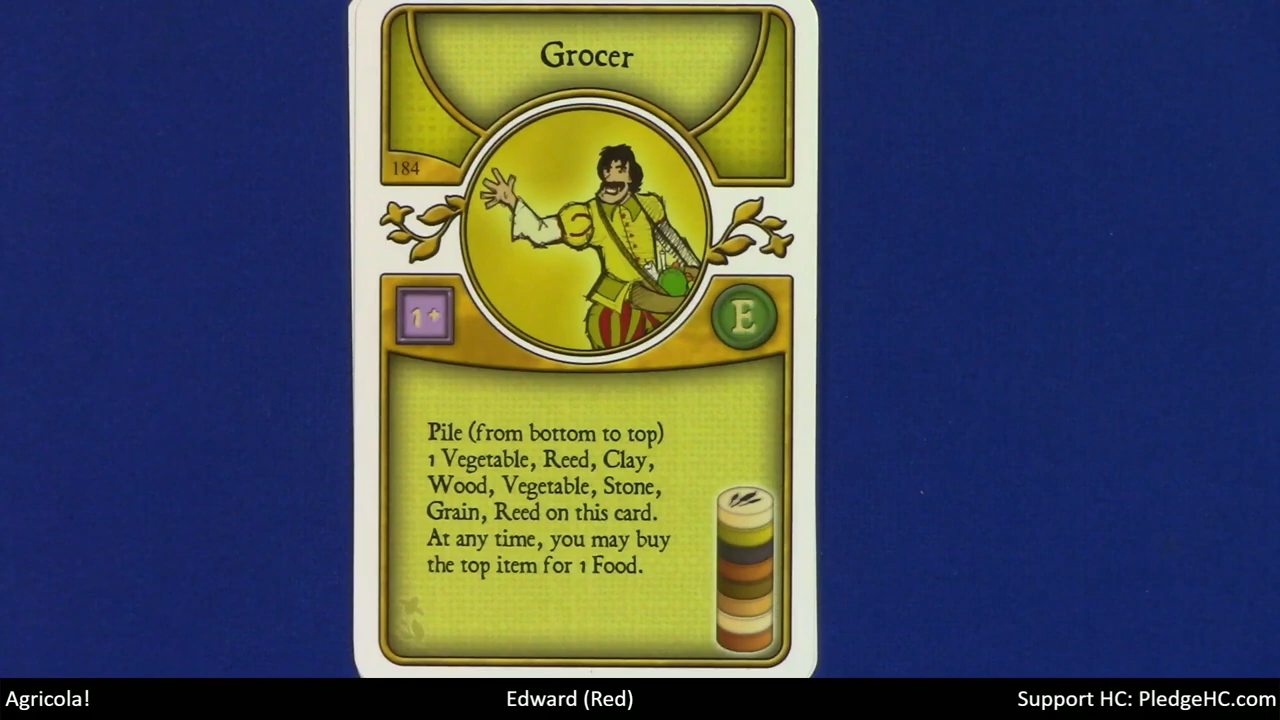 Grocer
184
1+
E
Pile (from bottom to top)
1 Vegetable, Reed, Clay,
Wood, Vegetable, Stone,
Grain, Reed on this card.
At any time, you may buy
the top item for 1 Food.
Agricola!
Edward (Red)
Support HC: PledgeHC.com